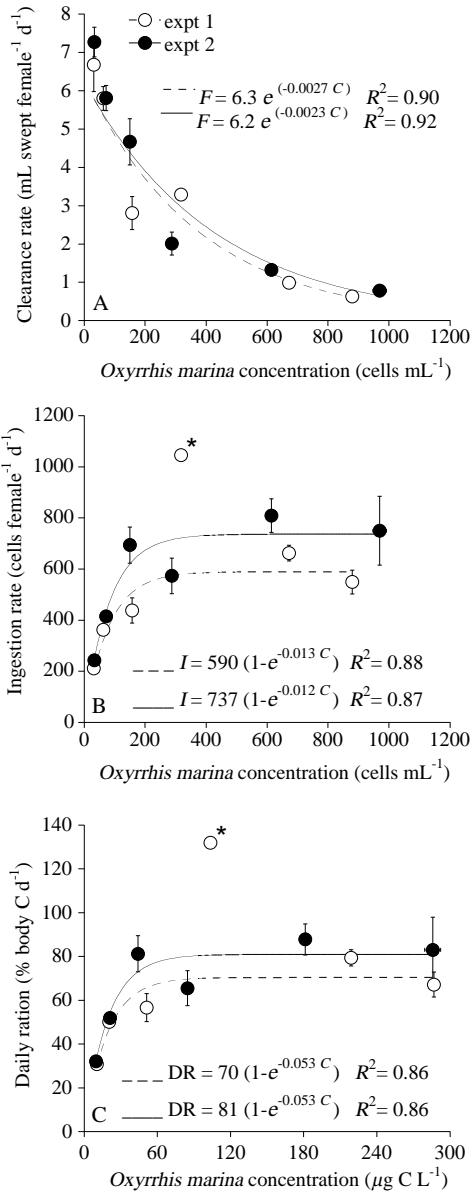 8
7
6
5
4
3
2
1
0
Clearance rate (mL swept female⁻¹ d⁻¹)
expt 1
expt 2
F = 6.3 e^(-0.0027 C) R² = 0.90
F = 6.2 e^(-0.0023 C) R² = 0.92
A
0 200 400 600 800 1000 1200
Oxyrrhis marina concentration (cells mL⁻¹)
1200
1000
800
600
400
200
0
Ingestion rate (cells female⁻¹ d⁻¹)
*
I = 590 (1-e^-0.013 C) R² = 0.88
I = 737 (1-e^-0.012 C) R² = 0.87
B
0 200 400 600 800 1000 1200
Oxyrrhis marina concentration (cells mL⁻¹)
140
120
100
80
60
40
20
0
Daily ration (% body C d⁻¹)
*
DR = 70 (1-e^-0.053 C) R² = 0.86
DR = 81 (1-e^-0.053 C) R² = 0.86
C
0 60 120 180 240 300
Oxyrrhis marina concentration (µg C L⁻¹)